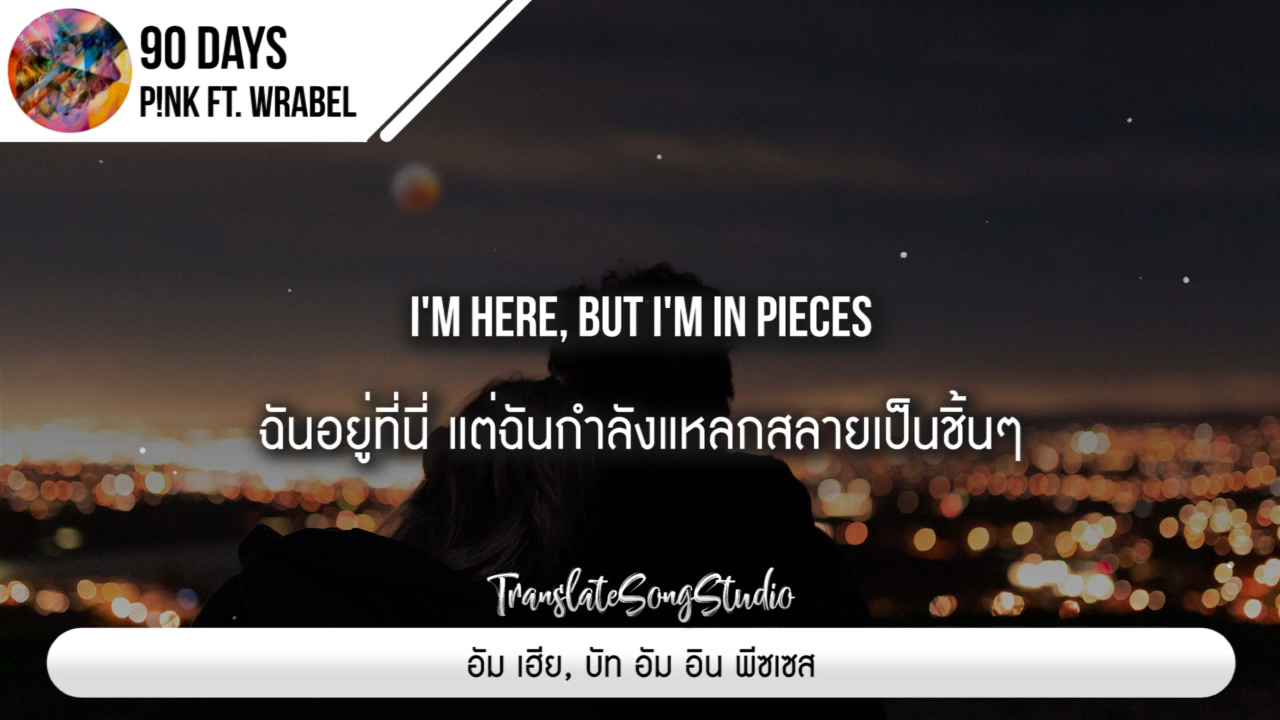 90 DAYS
P!NK FT. WRABEL
I'M HERE, BUT I'M IN PIECES
ฉันอยู่ที่นี่ แต่ฉันกำลังแหลกสลายเป็นชิ้นๆ
TranslateSongStudio
อัม เฮีย, บัท อัม อิน พีซเซส